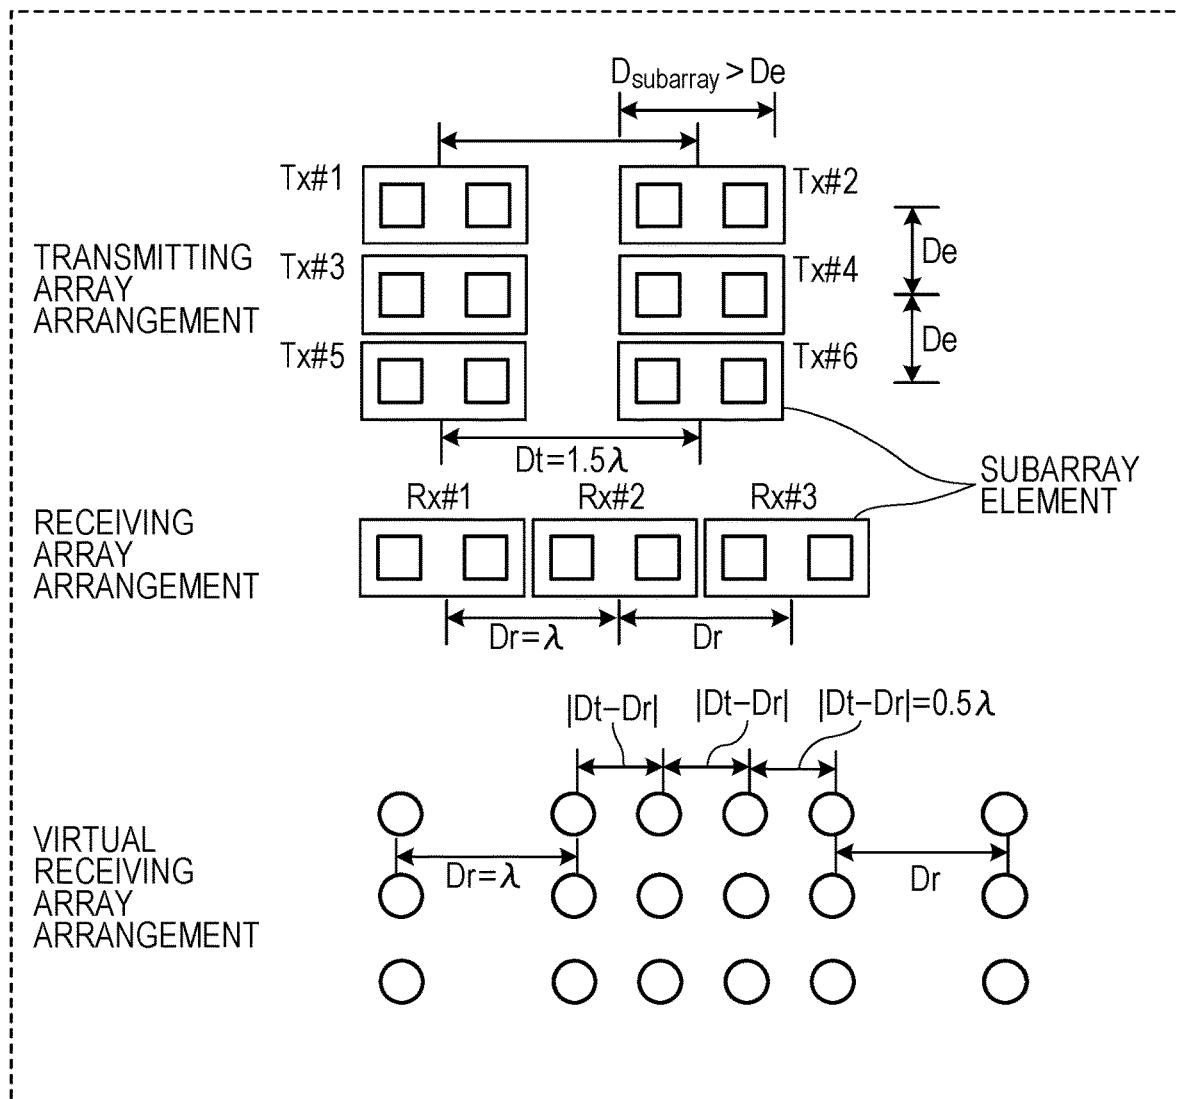 Dsubarray > De
Tx#1
Tx#2
De
TRANSMITTING
ARRAY
ARRANGEMENT
Tx#3
Tx#4
De
Tx#5
Tx#6
Dt=1.5λ
SUBARRAY
ELEMENT
Rx#1
Rx#2
Rx#3
RECEIVING
ARRAY
ARRANGEMENT
Dr=λ
Dr
|Dt−Dr|
|Dt−Dr|
|Dt−Dr|=0.5λ
VIRTUAL
RECEIVING
ARRAY
ARRANGEMENT
Dr=λ
Dr